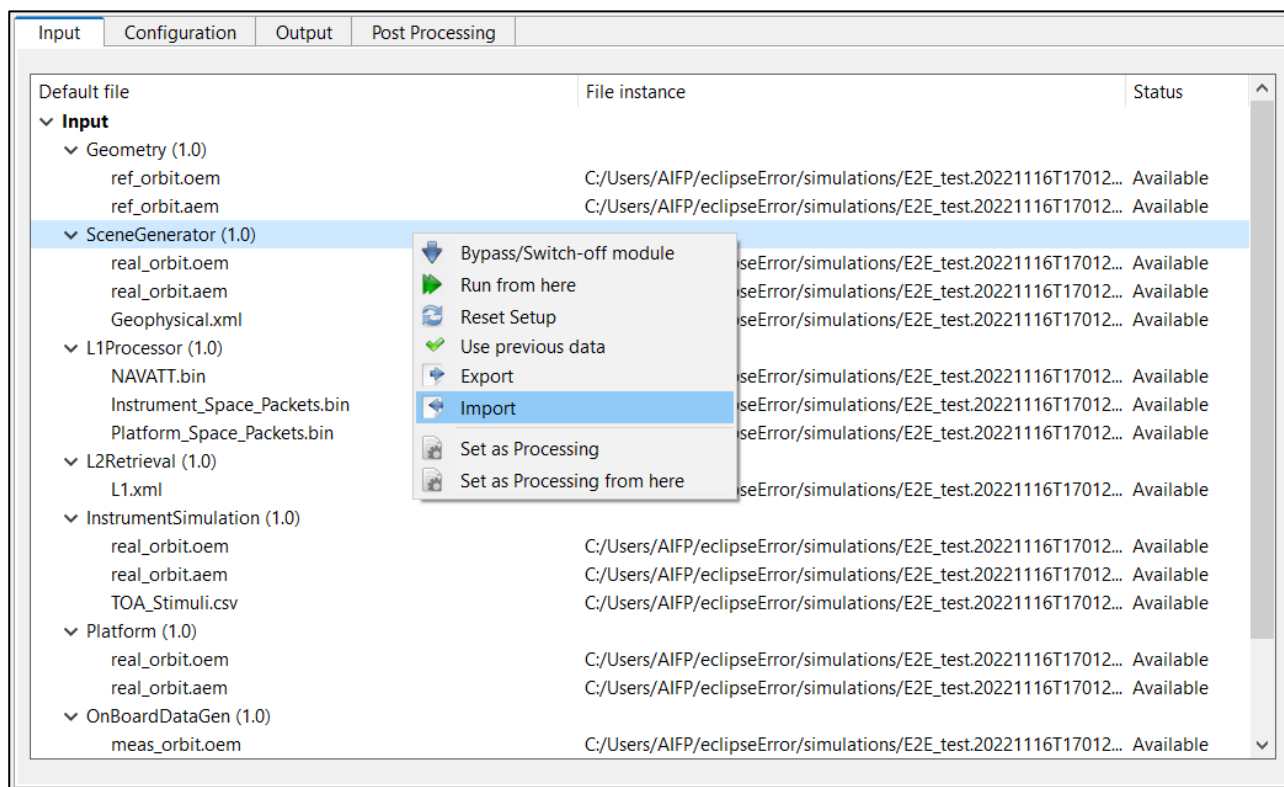 Input Configuration Output Post Processing
Default file File instance Status
Input
Geometry (1.0)
ref_orbit.oem C:/Users/AIFP/eclipseError/simulations/E2E_test.20221116T17012... Available
ref_orbit.aem C:/Users/AIFP/eclipseError/simulations/E2E_test.20221116T17012... Available
SceneGenerator (1.0)
Bypass/Switch-off module
real_orbit.oem seError/simulations/E2E_test.20221116T17012... Available
Run from here
real_orbit.aem seError/simulations/E2E_test.20221116T17012... Available
Reset Setup
Geophysical.xml seError/simulations/E2E_test.20221116T17012... Available
Use previous data
L1Processor (1.0)
Export
NAVATT.bin seError/simulations/E2E_test.20221116T17012... Available
Import
Instrument_Space_Packets.bin seError/simulations/E2E_test.20221116T17012... Available
Platform_Space_Packets.bin seError/simulations/E2E_test.20221116T17012... Available
Set as Processing
L2Retrieval (1.0)
Set as Processing from here
L1.xml seError/simulations/E2E_test.20221116T17012... Available
InstrumentSimulation (1.0)
real_orbit.oem C:/Users/AIFP/eclipseError/simulations/E2E_test.20221116T17012... Available
real_orbit.aem C:/Users/AIFP/eclipseError/simulations/E2E_test.20221116T17012... Available
TOA_Stimuli.csv C:/Users/AIFP/eclipseError/simulations/E2E_test.20221116T17012... Available
Platform (1.0)
real_orbit.oem C:/Users/AIFP/eclipseError/simulations/E2E_test.20221116T17012... Available
real_orbit.aem C:/Users/AIFP/eclipseError/simulations/E2E_test.20221116T17012... Available
OnBoardDataGen (1.0)
meas_orbit.oem C:/Users/AIFP/eclipseError/simulations/E2E_test.20221116T17012... Available